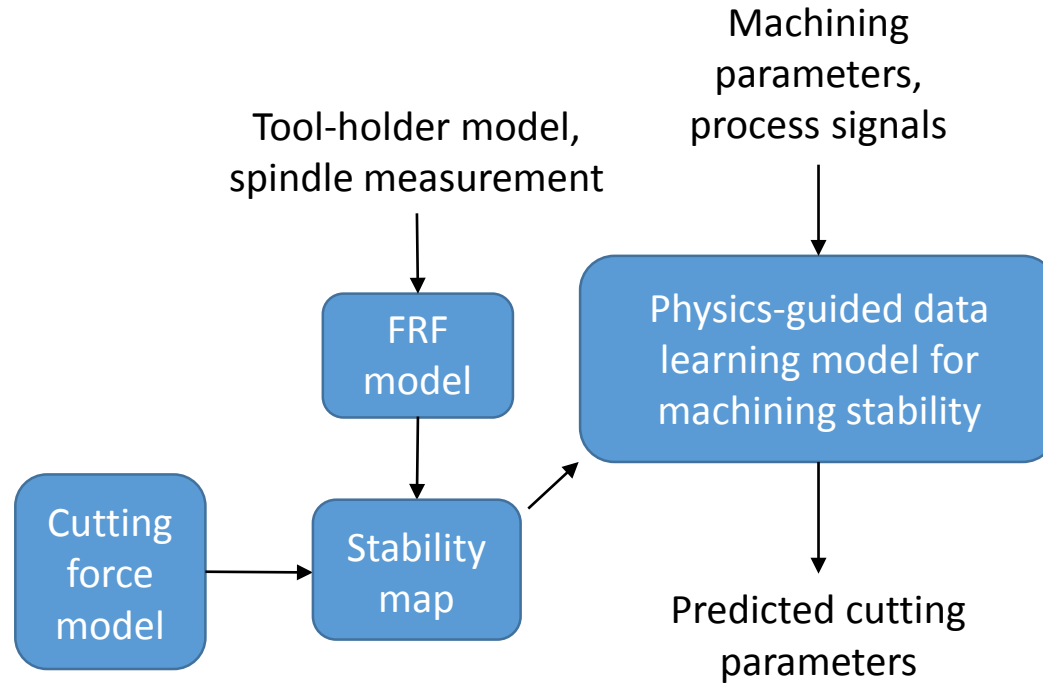 Machining
parameters,
process signals
Tool-holder model,
spindle measurement
FRF
model
Physics-guided data
learning model for
machining stability
Cutting
force
model
Stability
map
Predicted cutting
parameters